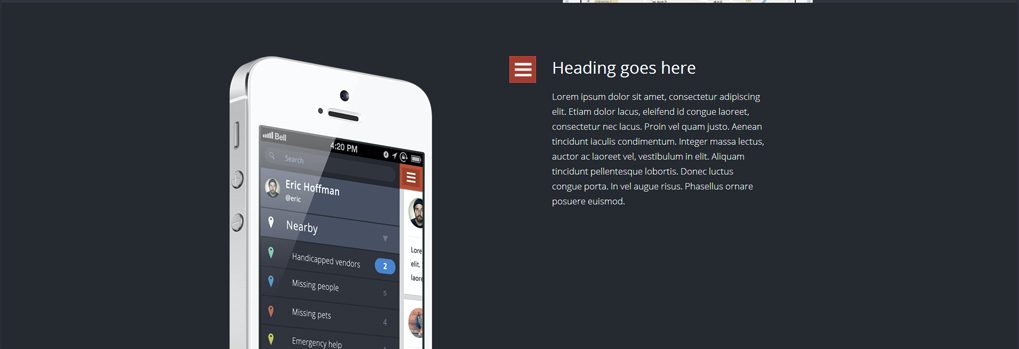 Bell
4:20 PM
Search
Eric Hoffman
@eric
Nearby
Handicapped vendors 2
Missing people 5
Missing pets 4
Emergency help
Lore
elit,
laor
Heading goes here
Lorem ipsum dolor sit amet, consectetur adipiscing
elit. Etiam dolor lacus, eleifend id congue laoreet,
consectetur nec lacus. Proin vel quam justo. Aenean
tincidunt iaculis condimentum. Integer massa lectus,
auctor ac laoreet vel, vestibulum in elit. Aliquam
tincidunt pellentesque lobortis. Donec luctus
congue porta. In vel augue risus. Phasellus ornare
posuere euismod.